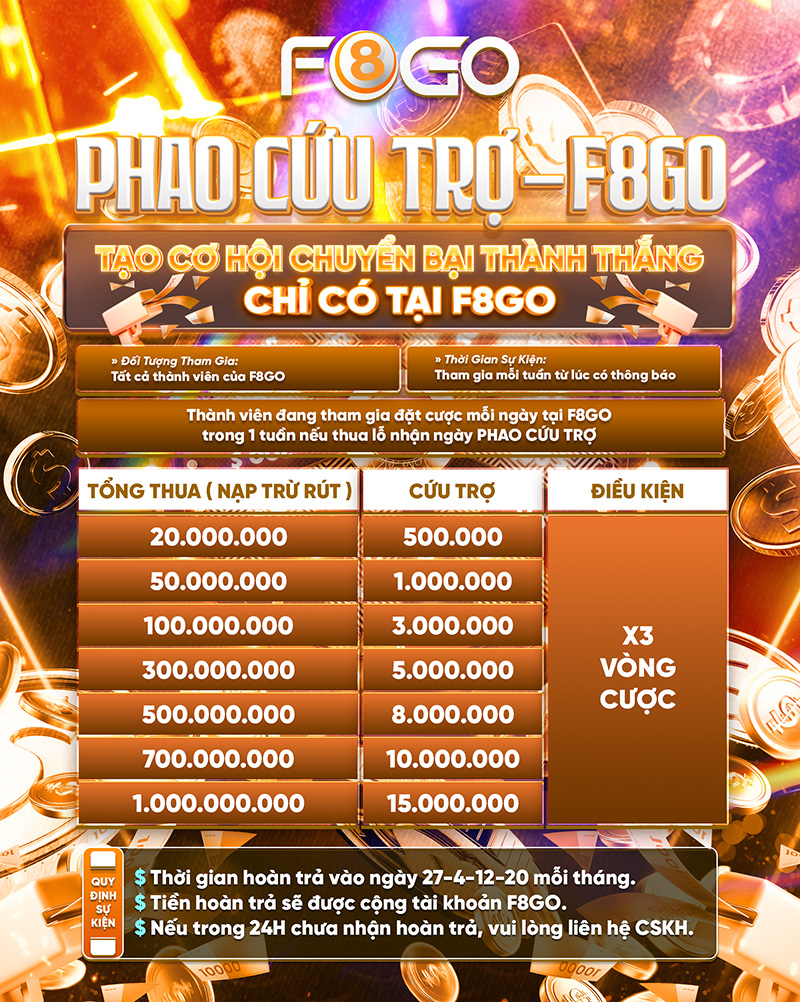 F8GO
PHAO CỨU TRỢ - F8GO
TẠO CƠ HỘI CHUYỂN BẠI THÀNH THẮNG
CHỈ CÓ TẠI F8GO
» Đối Tượng Tham Gia:
Tất cả thành viên của F8GO
» Thời Gian Sự Kiện:
Tham gia mỗi tuần từ lúc có thông báo
Thành viên đang tham gia đặt cược mỗi ngày tại F8GO
trong 1 tuần nếu thua lỗ nhận ngày PHAO CỨU TRỢ
TỔNG THUA ( NẠP TRỪ RÚT ) CỨU TRỢ ĐIỀU KIỆN
20.000.000 500.000
50.000.000 1.000.000
100.000.000 3.000.000
300.000.000 5.000.000
500.000.000 8.000.000
700.000.000 10.000.000
1.000.000.000 15.000.000
X3
VÒNG
CƯỢC
QUY
ĐỊNH
SỰ
KIỆN
$ Thời gian hoàn trả vào ngày 27-4-12-20 mỗi tháng.
$ Tiền hoàn trả sẽ được cộng tài khoản F8GO.
$ Nếu trong 24H chưa nhận hoàn trả, vui lòng liên hệ CSKH.
10000